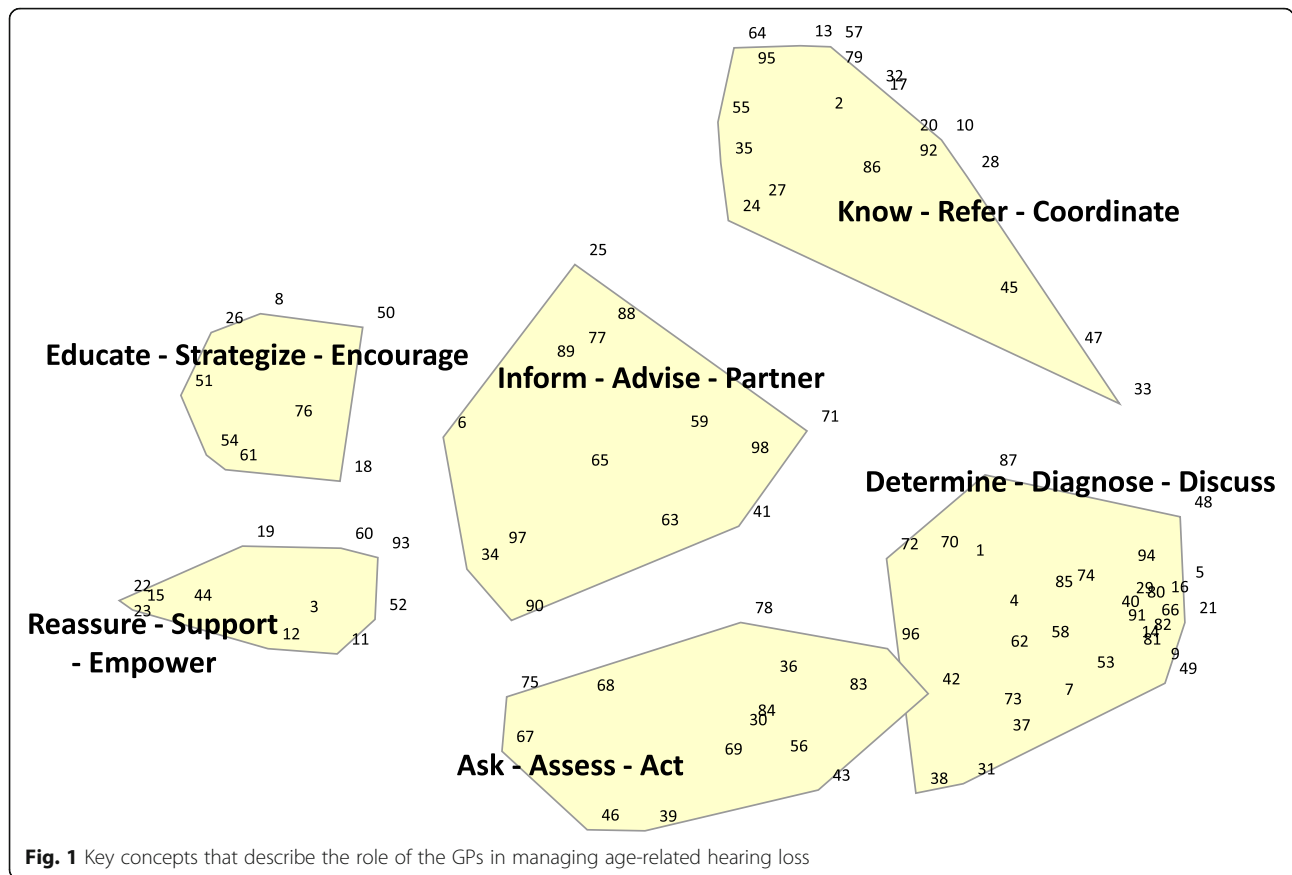 64 13 57
95 79
32
17
55 2
20 10
35 92
86 28
27
24
Know - Refer - Coordinate
25
45
8
26 50
88
77 47
89
Educate - Strategize - Encourage
Inform - Advise - Partner
51
33
76
6 59 71
54
61 98
18 65
87
Determine - Diagnose - Discuss
48
63 41
19 60 93
97
34
72 70 1 94
22
15 44
23
3 52
85 74 5
29 80 16
4 40 66 21
91
90 78
82
14
81
Reassure - Support
- Empower
12 11
96 62 58
9
53 49
36
75 68 83 42 7
73
84
30 37
67
69 56
Ask - Assess - Act
43 38 31
46 39
Fig. 1 Key concepts that describe the role of the GPs in managing age-related hearing loss